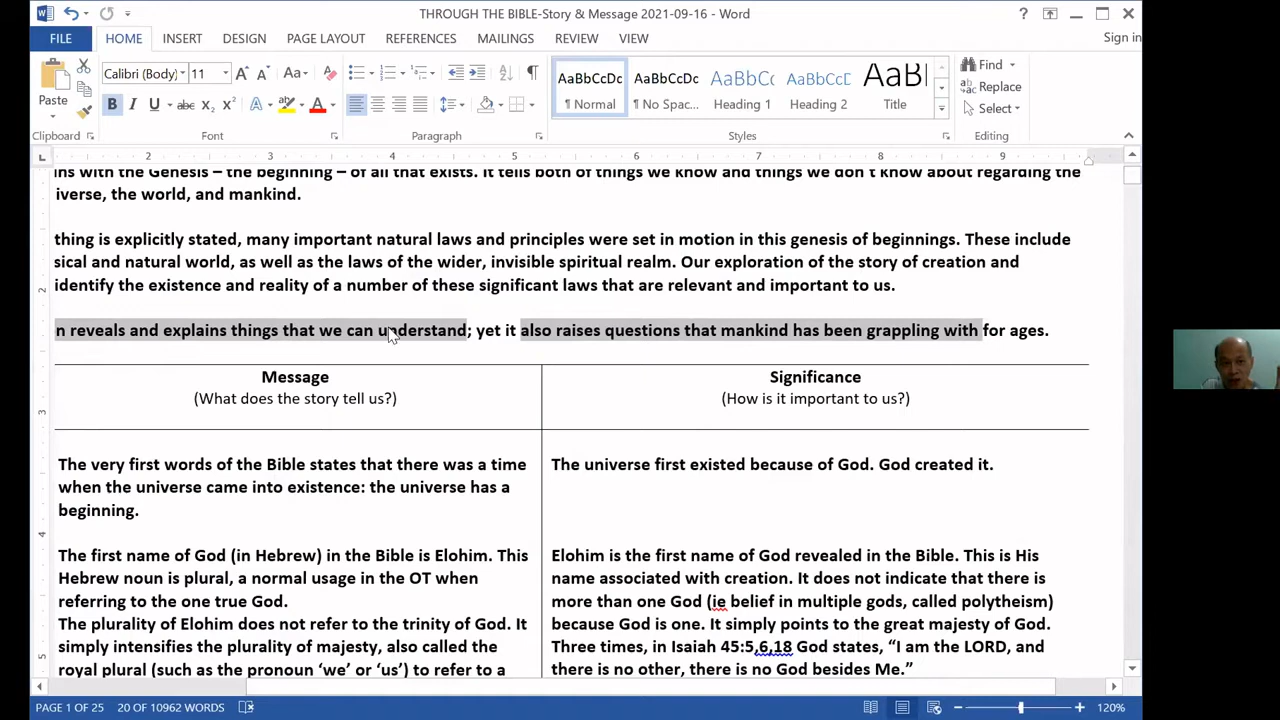 THROUGH THE BIBLE-Story & Message 2021-09-16 - Word
Sign in
FILE HOME INSERT DESIGN PAGE LAYOUT REFERENCES MAILINGS REVIEW VIEW
Paste
Calibri (Body) 11
B I U abc X₂ X²
AaBbCcDc AaBbCcDc AaBbCc AaBbCcD AaBl
¶ Normal ¶ No Spac... Heading 1 Heading 2 Title
Find
Replace
Select
Clipboard Font Paragraph Styles Editing
2 3 4 5 6 7 8
ins with the Genesis – the beginning – of all that exists. It tells both of things we know and things we don't know about regarding the
iverse, the world, and mankind.
thing is explicitly stated, many important natural laws and principles were set in motion in this genesis of beginnings. These include
sical and natural world, as well as the laws of the wider, invisible spiritual realm. Our exploration of the story of creation and
identify the existence and reality of a number of these significant laws that are relevant and important to us.
n reveals and explains things that we can understand; yet it also raises questions that mankind has been grappling with for ages.
Message
(What does the story tell us?)
Significance
(How is it important to us?)
The very first words of the Bible states that there was a time
when the universe came into existence: the universe has a
beginning.
The universe first existed because of God. God created it.
The first name of God (in Hebrew) in the Bible is Elohim. This
Hebrew noun is plural, a normal usage in the OT when
referring to the one true God.
The plurality of Elohim does not refer to the trinity of God. It
simply intensifies the plurality of majesty, also called the
royal plural (such as the pronoun ‘we’ or ‘us’) to refer to a
Elohim is the first name of God revealed in the Bible. This is His
name associated with creation. It does not indicate that there is
more than one God (ie belief in multiple gods, called polytheism)
because God is one. It simply points to the great majesty of God.
Three times, in Isaiah 45:5,6,18 God states, “I am the LORD, and
there is no other, there is no God besides Me.”
2
3
4
5
PAGE 1 OF 25 20 OF 10962 WORDS
120%